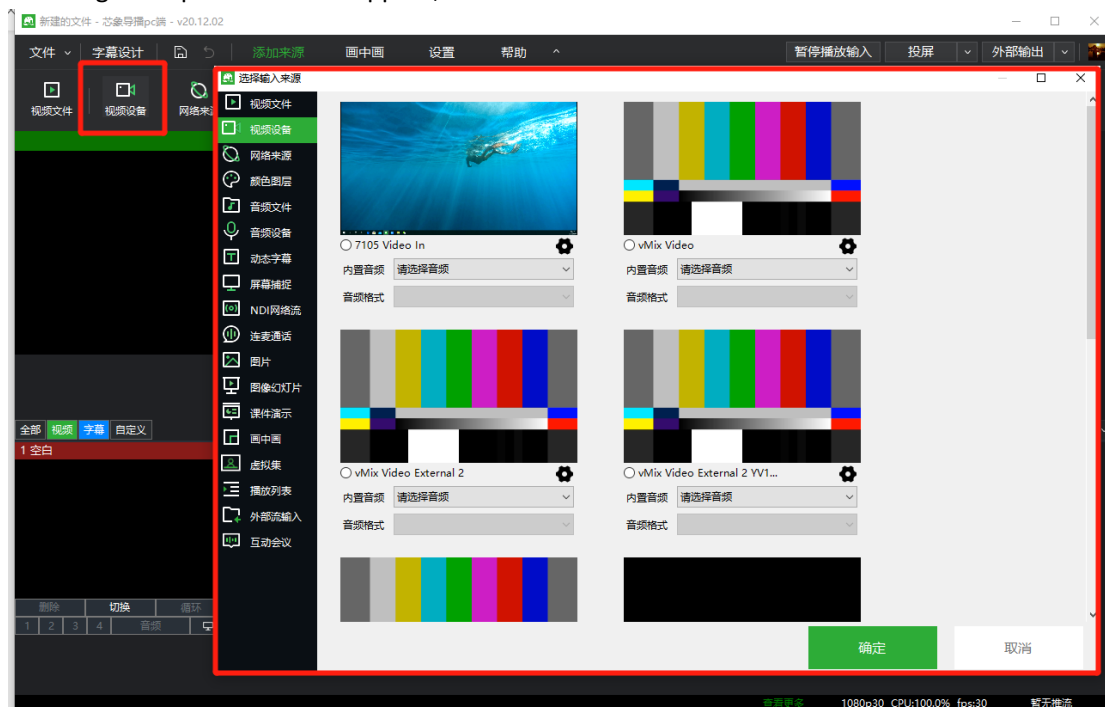 新建的文件 - 芯象导播pc端 - v20.12.02
文件 字幕设计 添加来源 画中画 设置 帮助 暂停播放输入 投屏 外部输出
视频文件 视频设备
选择输入来源
视频文件
视频设备
网络来源
颜色图层
音频文件
音频设备
动态字幕
屏幕捕捉
NDI网络流
连麦通话
图片
图像幻灯片
课件演示
画中画
虚拟集
播放列表
外部流输入
互动会议
7105 Video In
内置音频 请选择音频
音频格式
vMix Video
内置音频 请选择音频
音频格式
vMix Video External 2
内置音频 请选择音频
音频格式
vMix Video External 2 YV1...
内置音频 请选择音频
音频格式
确定 取消
全部 视频 字幕 自定义
1 空白
删除 切换 循环
1 2 3 4 音频
查看更多 1080p30 CPU:100.0% fps:30 暂无推流